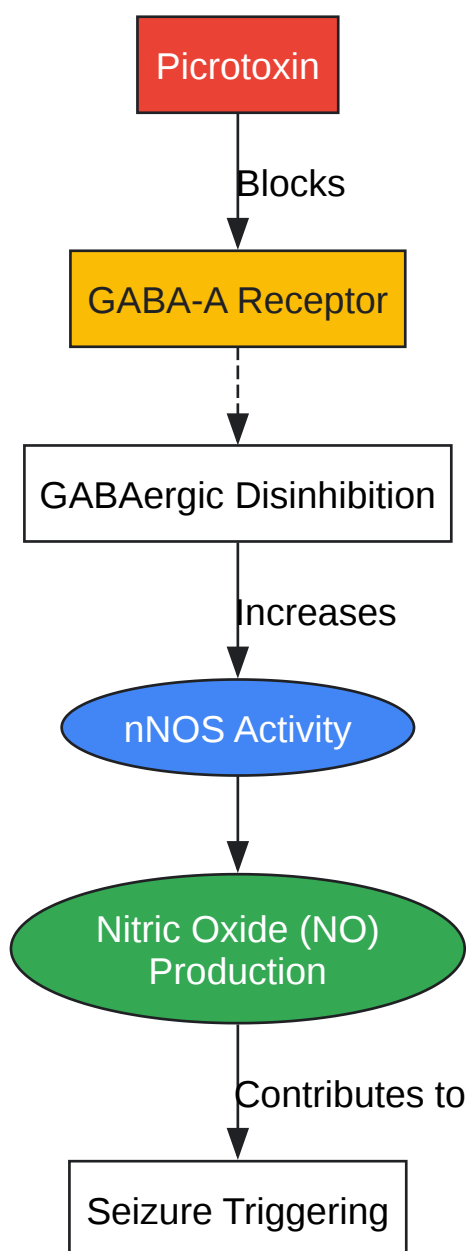 Picrotoxin
Blocks
GABA-A Receptor
GABAergic Disinhibition
Increases
nNOS Activity
Nitric Oxide (NO)
Production
Contributes to
Seizure Triggering